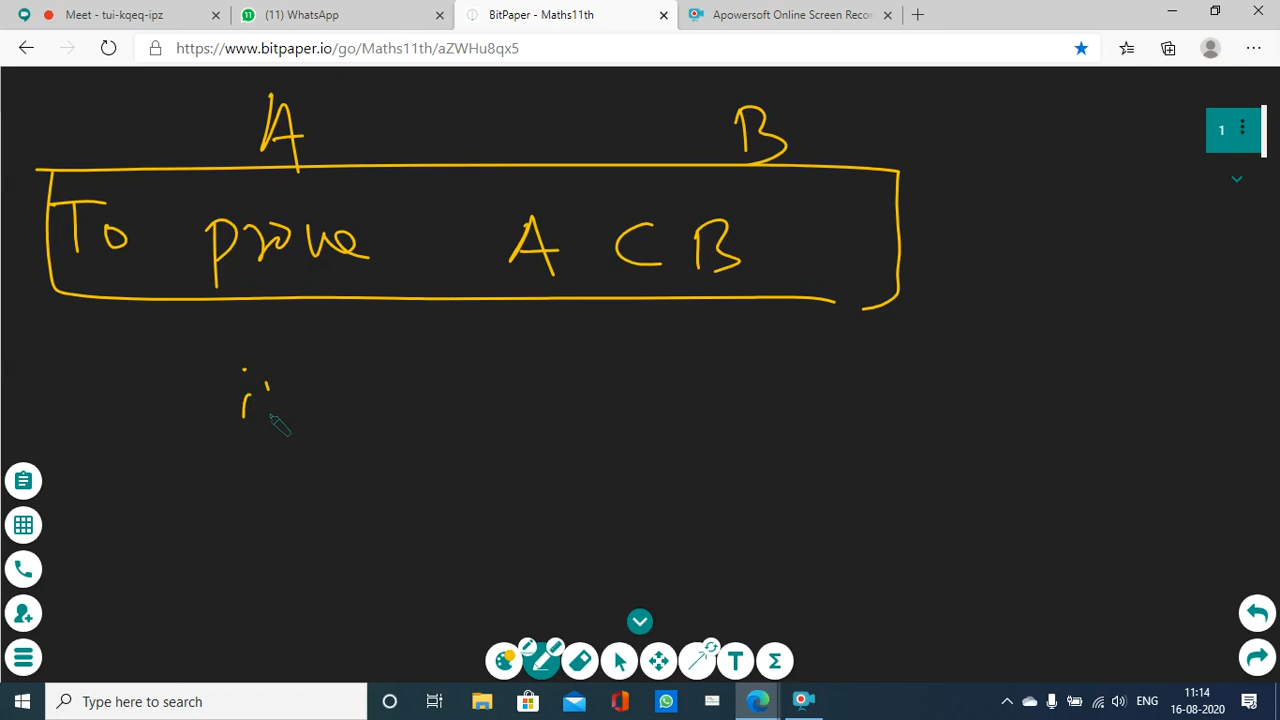 Meet - tui-kqeq-ipz
(11) WhatsApp
BitPaper - Maths11th
Apowersoft Online Screen Recor
https://www.bitpaper.io/go/Maths11th/aZWHu8qx5
A B
1
To prove A ⊂ B
T Σ
Type here to search
ENG
11:14
16-08-2020